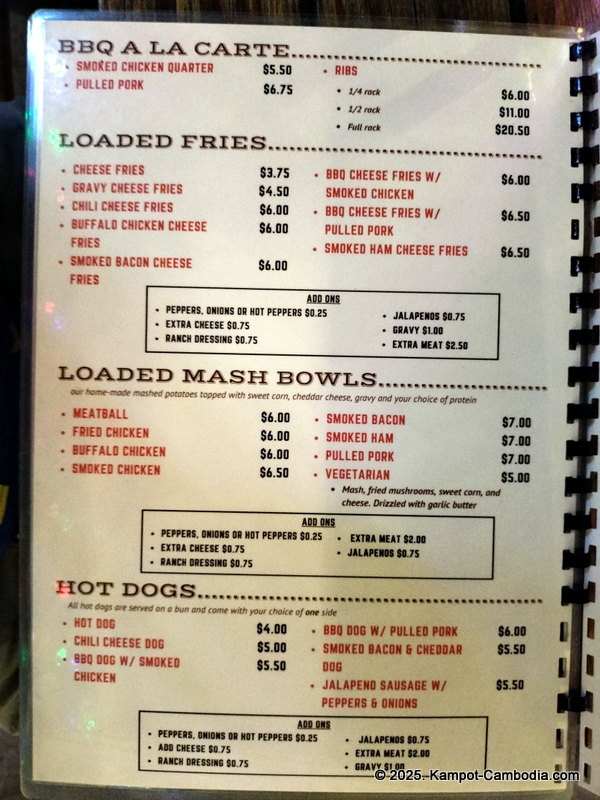 BBQ A LA CARTE
SMOKED CHICKEN QUARTER $5.50
PULLED PORK $6.75
RIBS
1/4 rack $6.00
1/2 rack $11.00
Full rack $20.50
LOADED FRIES
CHEESE FRIES $3.75
GRAVY CHEESE FRIES $4.50
CHILI CHEESE FRIES $6.00
BUFFALO CHICKEN CHEESE $6.00
FRIES
SMOKED BACON CHEESE $6.00
FRIES
BBQ CHEESE FRIES W/ $6.00
SMOKED CHICKEN
BBQ CHEESE FRIES W/ $6.50
PULLED PORK
SMOKED HAM CHEESE FRIES $6.50
ADD ONS
PEPPERS, ONIONS OR HOT PEPPERS $0.25
EXTRA CHEESE $0.75
RANCH DRESSING $0.75
JALAPENOS $0.75
GRAVY $1.00
EXTRA MEAT $2.50
LOADED MASH BOWLS
our home-made mashed potatoes topped with sweet corn, cheddar cheese, gravy and your choice of protein
MEATBALL $6.00
FRIED CHICKEN $6.00
BUFFALO CHICKEN $6.00
SMOKED CHICKEN $6.50
SMOKED BACON $7.00
SMOKED HAM $7.00
PULLED PORK $7.00
VEGETARIAN $5.00
Mash, fried mushrooms, sweet corn, and
cheese. Drizzled with garlic butter
ADD ONS
PEPPERS, ONIONS OR HOT PEPPERS $0.25
EXTRA CHEESE $0.75
RANCH DRESSING $0.75
EXTRA MEAT $2.00
JALAPENOS $0.75
HOT DOGS
All hot dogs are served on a bun and come with your choice of one side
HOT DOG $4.00
CHILI CHEESE DOG $5.00
BBQ DOG W/ SMOKED $5.50
CHICKEN
BBQ DOG W/ PULLED PORK $6.00
SMOKED BACON & CHEDDAR $5.50
DOG
JALAPENO SAUSAGE W/ $5.50
PEPPERS & ONIONS
ADD ONS
PEPPERS, ONIONS OR HOT PEPPERS $0.25
ADD CHEESE $0.75
RANCH DRESSING $0.75
JALAPENOS $0.75
EXTRA MEAT $2.00
GRAVY $1.00
© 2025. Kampot-Cambodia.com